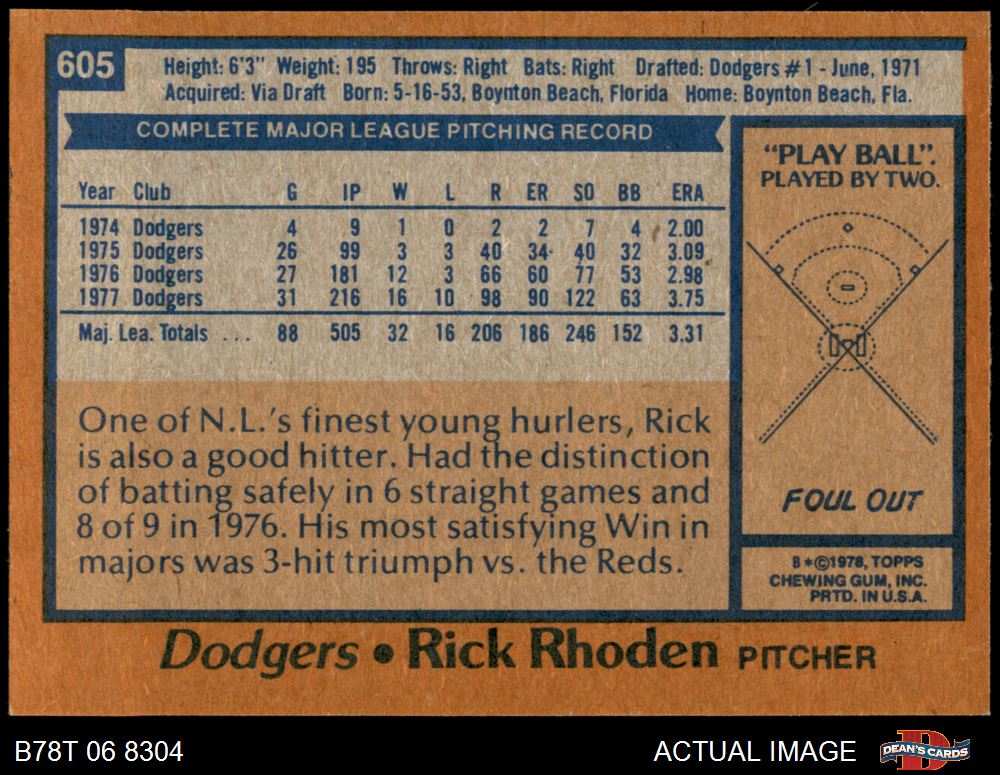 605
Height: 6'3" Weight: 195 Throws: Right Bats: Right Drafted: Dodgers #1 - June, 1971
Acquired: Via Draft Born: 5-16-53, Boynton Beach, Florida Home: Boynton Beach, Fla.
COMPLETE MAJOR LEAGUE PITCHING RECORD
Year Club G IP W L R ER SO BB ERA
1974 Dodgers 4 9 1 0 2 2 7 4 2.00
1975 Dodgers 26 99 3 3 40 34 40 32 3.09
1976 Dodgers 27 181 12 3 66 60 77 53 2.98
1977 Dodgers 31 216 16 10 98 90 122 63 3.75
Maj. Lea. Totals ... 88 505 32 16 206 186 246 152 3.31
One of N.L.'s finest young hurlers, Rick
is also a good hitter. Had the distinction
of batting safely in 6 straight games and
8 of 9 in 1976. His most satisfying Win in
majors was 3-hit triumph vs. the Reds.
"PLAY BALL".
PLAYED BY TWO.
FOUL OUT
B*©1978, TOPPS
CHEWING GUM, INC.
PRTD. IN U.S.A.
Dodgers • Rick Rhoden PITCHER
B78T 06 8304
ACTUAL IMAGE
D
DEAN'S CARDS